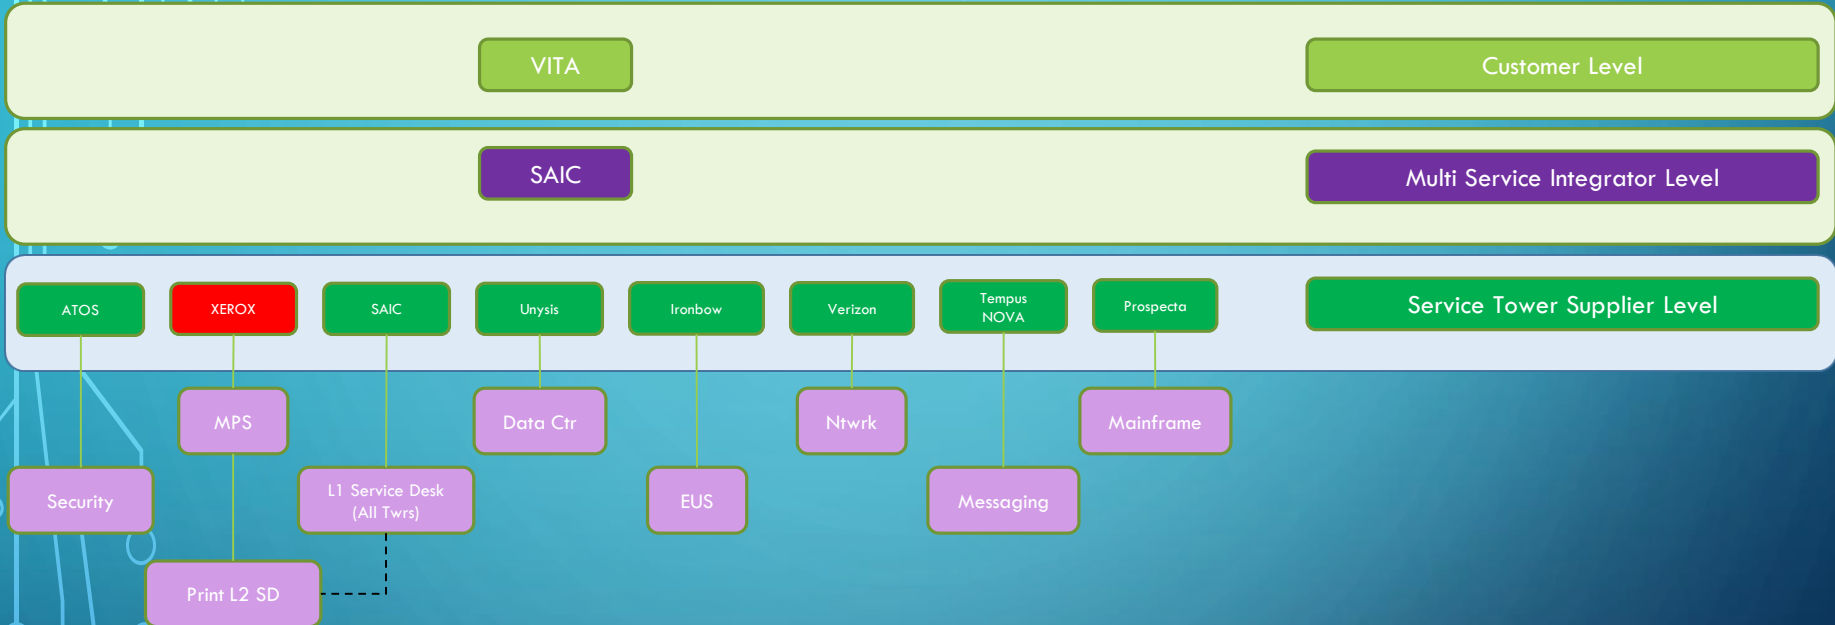 VITA
Customer Level
SAIC
Multi Service Integrator Level
ATOS
XEROX
SAIC
Unysis
Ironbow
Verizon
Tempus
NOVA
Prospecta
Service Tower Supplier Level
MPS
Data Ctr
Ntwrk
Mainframe
Security
L1 Service Desk
(All Twrs)
EUS
Messaging
Print L2 SD